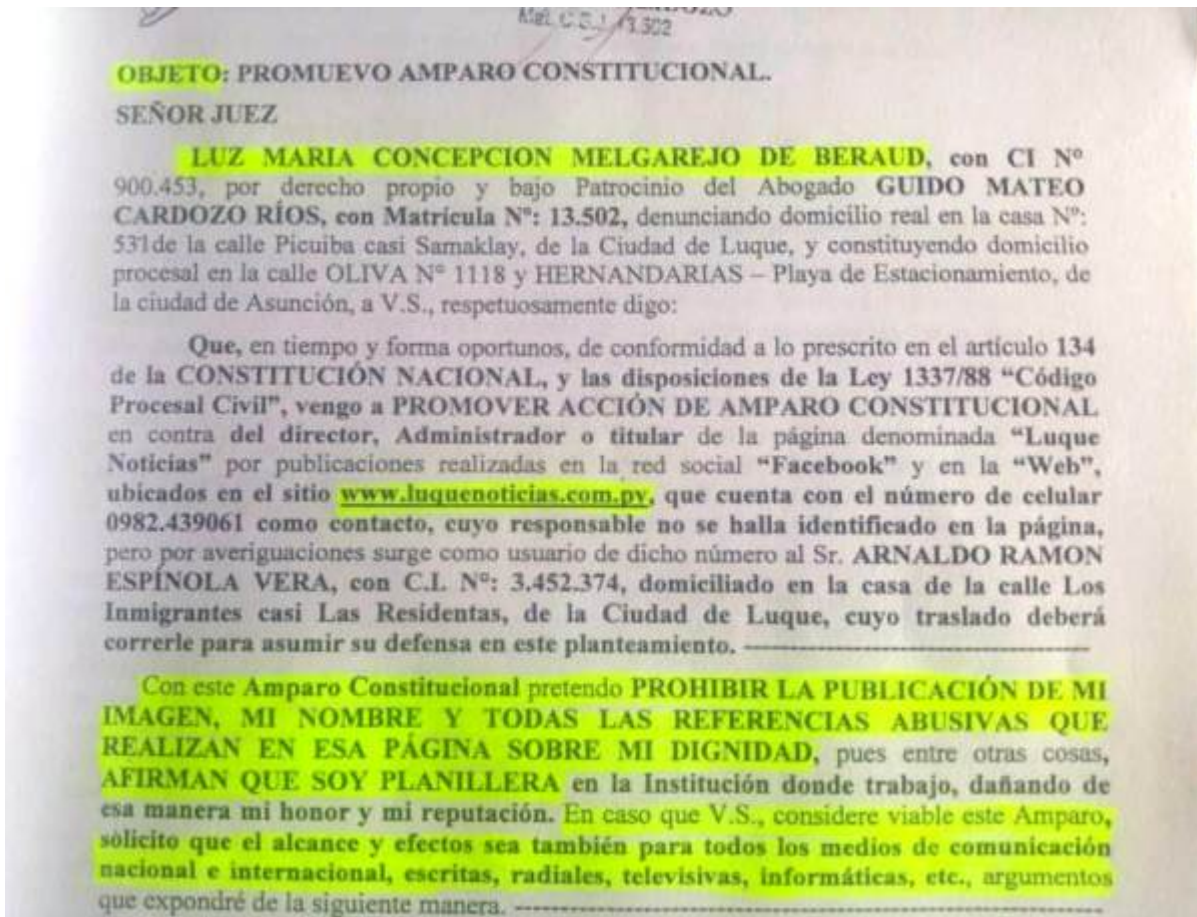 Mat. C.S.J. 13.502
OBJETO: PROMUEVO AMPARO CONSTITUCIONAL.
SEÑOR JUEZ
LUZ MARIA CONCEPCION MELGAREJO DE BERAUD, con CI Nº
900.453, por derecho propio y bajo Patrocinio del Abogado GUIDO MATEO
CARDOZO RÍOS, con Matrícula Nº: 13.502, denunciando domicilio real en la casa Nº:
531de la calle Picuiba casi Samaklay, de la Ciudad de Luque, y constituyendo domicilio
procesal en la calle OLIVA Nº 1118 y HERNANDARIAS – Playa de Estacionamiento, de
la ciudad de Asunción, a V.S., respetuosamente digo:
Que, en tiempo y forma oportunos, de conformidad a lo prescrito en el artículo 134
de la CONSTITUCIÓN NACIONAL, y las disposiciones de la Ley 1337/88 “Código
Procesal Civil”, vengo a PROMOVER ACCIÓN DE AMPARO CONSTITUCIONAL
en contra del director, Administrador o titular de la página denominada “Luque
Noticias” por publicaciones realizadas en la red social “Facebook” y en la “Web”,
ubicados en el sitio www.luquenoticias.com.py, que cuenta con el número de celular
0982.439061 como contacto, cuyo responsable no se halla identificado en la página,
pero por averiguaciones surge como usuario de dicho número al Sr. ARNALDO RAMON
ESPÍNOLA VERA, con C.I. Nº: 3.452.374, domiciliado en la casa de la calle Los
Inmigrantes casi Las Residentas, de la Ciudad de Luque, cuyo traslado deberá
correrle para asumir su defensa en este planteamiento. -----------------------------------
Con este Amparo Constitucional pretendo PROHIBIR LA PUBLICACIÓN DE MI
IMAGEN, MI NOMBRE Y TODAS LAS REFERENCIAS ABUSIVAS QUE
REALIZAN EN ESA PÁGINA SOBRE MI DIGNIDAD, pues entre otras cosas,
AFIRMAN QUE SOY PLANILLERA en la Institución donde trabajo, dañando de
esa manera mi honor y mi reputación. En caso que V.S., considere viable este Amparo,
solicito que el alcance y efectos sea también para todos los medios de comunicación
nacional e internacional, escritas, radiales, televisivas, informáticas, etc., argumentos
que expondré de la siguiente manera. -----------------------------------------------------------